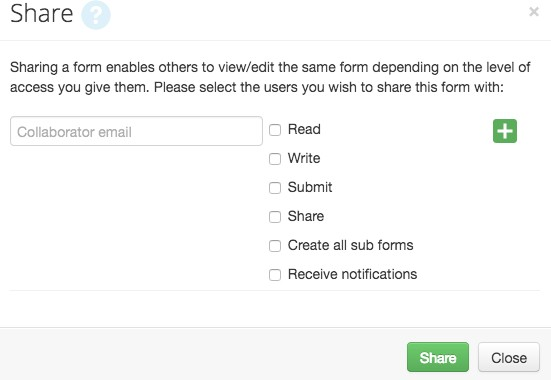 Share ?
×
Sharing a form enables others to view/edit the same form depending on the level of
access you give them. Please select the users you wish to share this form with:
Collaborator email
Read
Write
Submit
Share
Create all sub forms
Receive notifications
Share
Close